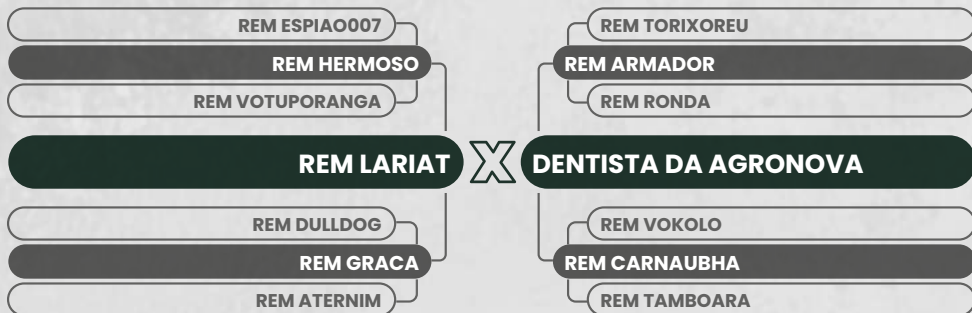 REM ESPIAO007
REM HERMOSO
REM VOTUPORANGA
REM LARIAT
REM DULLDOG
REM GRACA
REM ATERNIM
X
REM TORIXOREU
REM ARMADOR
REM RONDA
DENTISTA DA AGRONOVA
REM VOKOLO
REM CARNAUBHA
REM TAMBOARA